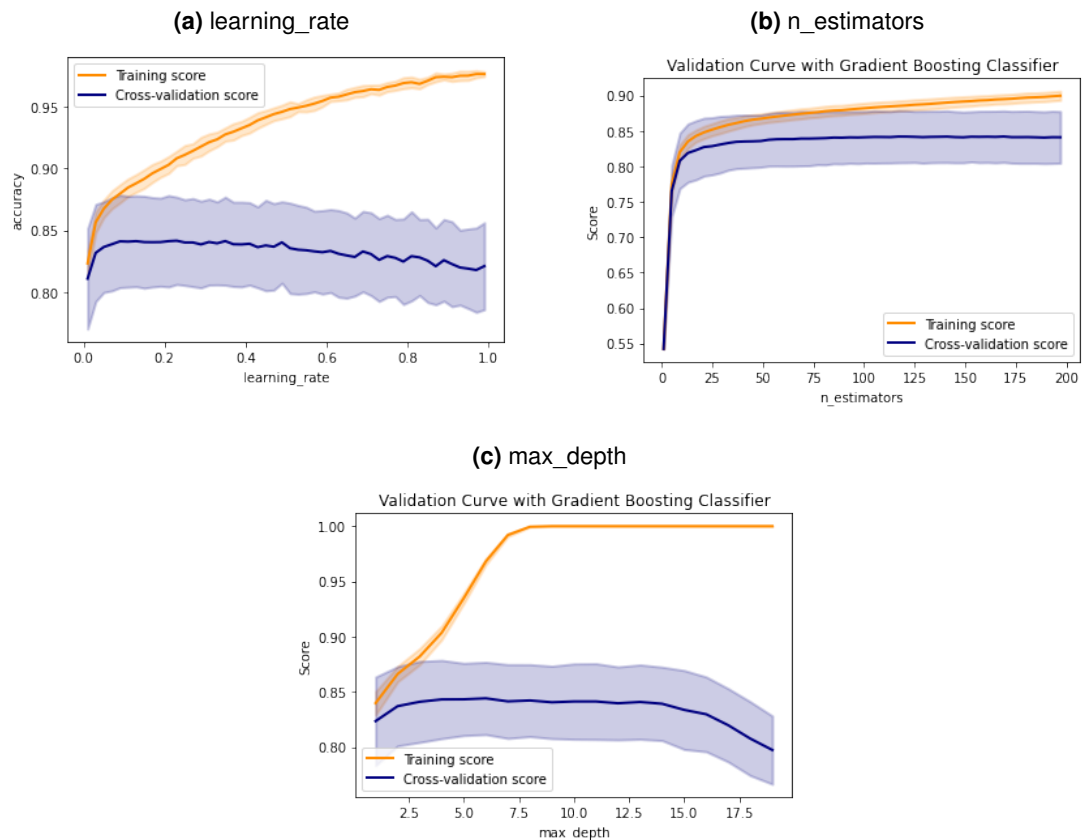 (a) learning_rate
Training score
Cross-validation score
0.95
0.90
0.85
0.80
accuracy
0.0 0.2 0.4 0.6 0.8 1.0
learning_rate
(b) n_estimators
Validation Curve with Gradient Boosting Classifier
0.90
0.85
0.80
0.75
0.70
0.65
0.60
0.55
Score
Training score
Cross-validation score
0 25 50 75 100 125 150 175 200
n_estimators
(c) max_depth
Validation Curve with Gradient Boosting Classifier
1.00
0.95
0.90
0.85
0.80
Score
Training score
Cross-validation score
2.5 5.0 7.5 10.0 12.5 15.0 17.5
max_depth